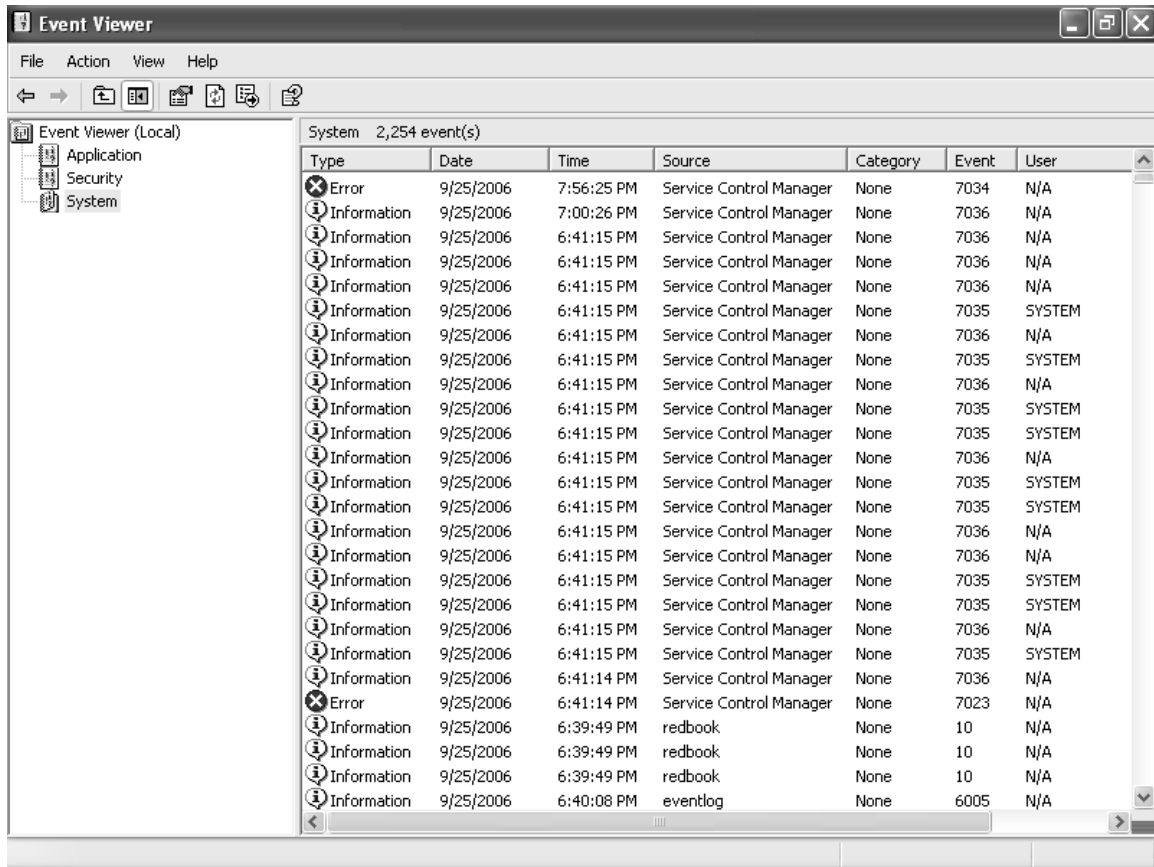 Event Viewer
File Action View Help
Event Viewer (Local)
Application
Security
System
System 2,254 event(s)
Type Date Time Source Category Event User
Error 9/25/2006 7:56:25 PM Service Control Manager None 7034 N/A
Information 9/25/2006 7:00:26 PM Service Control Manager None 7036 N/A
Information 9/25/2006 6:41:15 PM Service Control Manager None 7036 N/A
Information 9/25/2006 6:41:15 PM Service Control Manager None 7036 N/A
Information 9/25/2006 6:41:15 PM Service Control Manager None 7036 N/A
Information 9/25/2006 6:41:15 PM Service Control Manager None 7035 SYSTEM
Information 9/25/2006 6:41:15 PM Service Control Manager None 7036 N/A
Information 9/25/2006 6:41:15 PM Service Control Manager None 7035 SYSTEM
Information 9/25/2006 6:41:15 PM Service Control Manager None 7036 N/A
Information 9/25/2006 6:41:15 PM Service Control Manager None 7035 SYSTEM
Information 9/25/2006 6:41:15 PM Service Control Manager None 7035 SYSTEM
Information 9/25/2006 6:41:15 PM Service Control Manager None 7036 N/A
Information 9/25/2006 6:41:15 PM Service Control Manager None 7035 SYSTEM
Information 9/25/2006 6:41:15 PM Service Control Manager None 7035 SYSTEM
Information 9/25/2006 6:41:15 PM Service Control Manager None 7036 N/A
Information 9/25/2006 6:41:15 PM Service Control Manager None 7036 N/A
Information 9/25/2006 6:41:15 PM Service Control Manager None 7035 SYSTEM
Information 9/25/2006 6:41:15 PM Service Control Manager None 7035 SYSTEM
Information 9/25/2006 6:41:15 PM Service Control Manager None 7036 N/A
Information 9/25/2006 6:41:15 PM Service Control Manager None 7035 SYSTEM
Information 9/25/2006 6:41:14 PM Service Control Manager None 7036 N/A
Error 9/25/2006 6:41:14 PM Service Control Manager None 7023 N/A
Information 9/25/2006 6:39:49 PM redbook None 10 N/A
Information 9/25/2006 6:39:49 PM redbook None 10 N/A
Information 9/25/2006 6:39:49 PM redbook None 10 N/A
Information 9/25/2006 6:40:08 PM eventlog None 6005 N/A